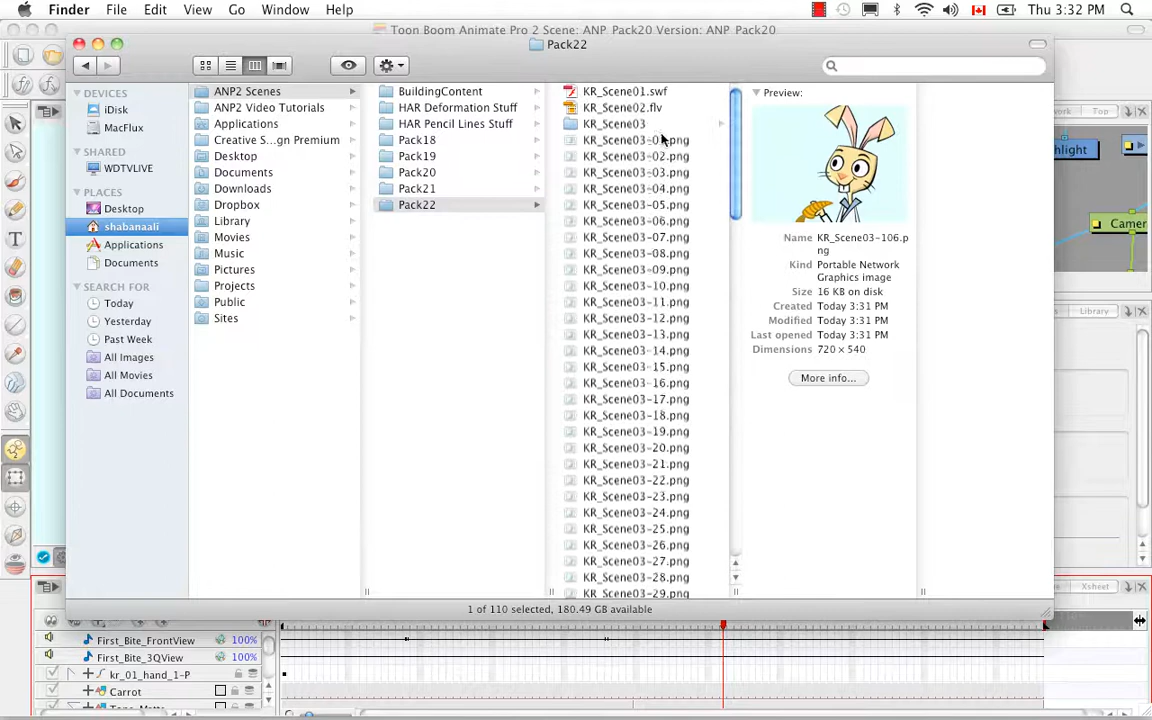 Finder File Edit View Go Window Help Thu 3:32 PM
Toon Boom Animate Pro 2 Scene: ANP_Pack20 Version: ANP_Pack20
Pack22
DEVICES
iDisk
MacFlux
SHARED
WDTVLIVE
PLACES
Desktop
shabanaali
Applications
Documents
SEARCH FOR
Today
Yesterday
Past Week
All Images
All Movies
All Documents
ANP2 Scenes
ANP2 Video Tutorials
Applications
Creative S...gn Premium
Desktop
Documents
Downloads
Dropbox
Library
Movies
Music
Pictures
Projects
Public
Sites
BuildingContent
HAR Deformation Stuff
HAR Pencil Lines Stuff
Pack18
Pack19
Pack20
Pack21
Pack22
KR_Scene01.swf
KR_Scene02.flv
KR_Scene03
KR_Scene03-01.png
KR_Scene03-02.png
KR_Scene03-03.png
KR_Scene03-04.png
KR_Scene03-05.png
KR_Scene03-06.png
KR_Scene03-07.png
KR_Scene03-08.png
KR_Scene03-09.png
KR_Scene03-10.png
KR_Scene03-11.png
KR_Scene03-12.png
KR_Scene03-13.png
KR_Scene03-14.png
KR_Scene03-15.png
KR_Scene03-16.png
KR_Scene03-17.png
KR_Scene03-18.png
KR_Scene03-19.png
KR_Scene03-20.png
KR_Scene03-21.png
KR_Scene03-22.png
KR_Scene03-23.png
KR_Scene03-24.png
KR_Scene03-25.png
KR_Scene03-26.png
KR_Scene03-27.png
KR_Scene03-28.png
KR_Scene03-29.png
Preview:
Name KR_Scene03-106.p
ng
Kind Portable Network
Graphics image
Size 16 KB on disk
Created Today 3:31 PM
Modified Today 3:31 PM
Last opened Today 3:31 PM
Dimensions 720 × 540
More info...
1 of 110 selected, 180.49 GB available
hlight
Camer
Library
Xsheet
First_Bite_FrontView 100%
First_Bite_3QView 100%
kr_01_hand_1-P
Carrot